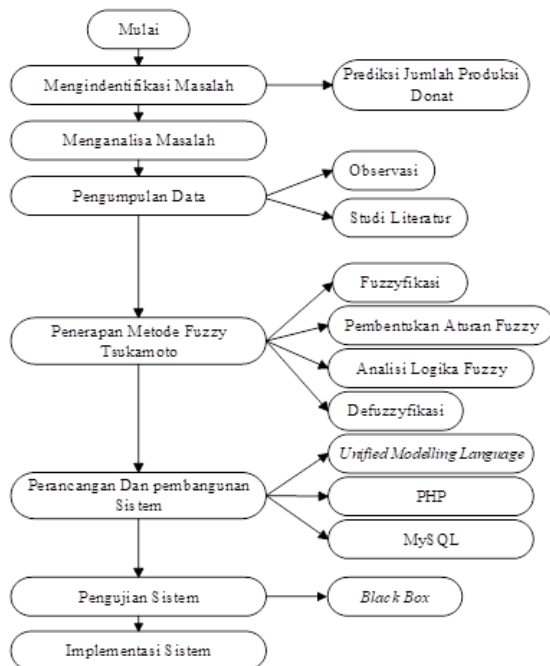 Mulai
Mengindentifikasi Masalah
Prediksi Jumlah Produksi
Donat
Menganalisa Masalah
Pengumpulan Data
Observasi
Studi Literatur
Penerapan Metode Fuzzy
Tsukamoto
Fuzzyfikasi
Pembentukan Aturan Fuzzy
Analisi Logika Fuzzy
Defuzzyfikasi
Perancangan Dan pembangunan
Sistem
Unified Modelling Language
PHP
MySQL
Pengujian Sistem
Black Box
Implementasi Sistem